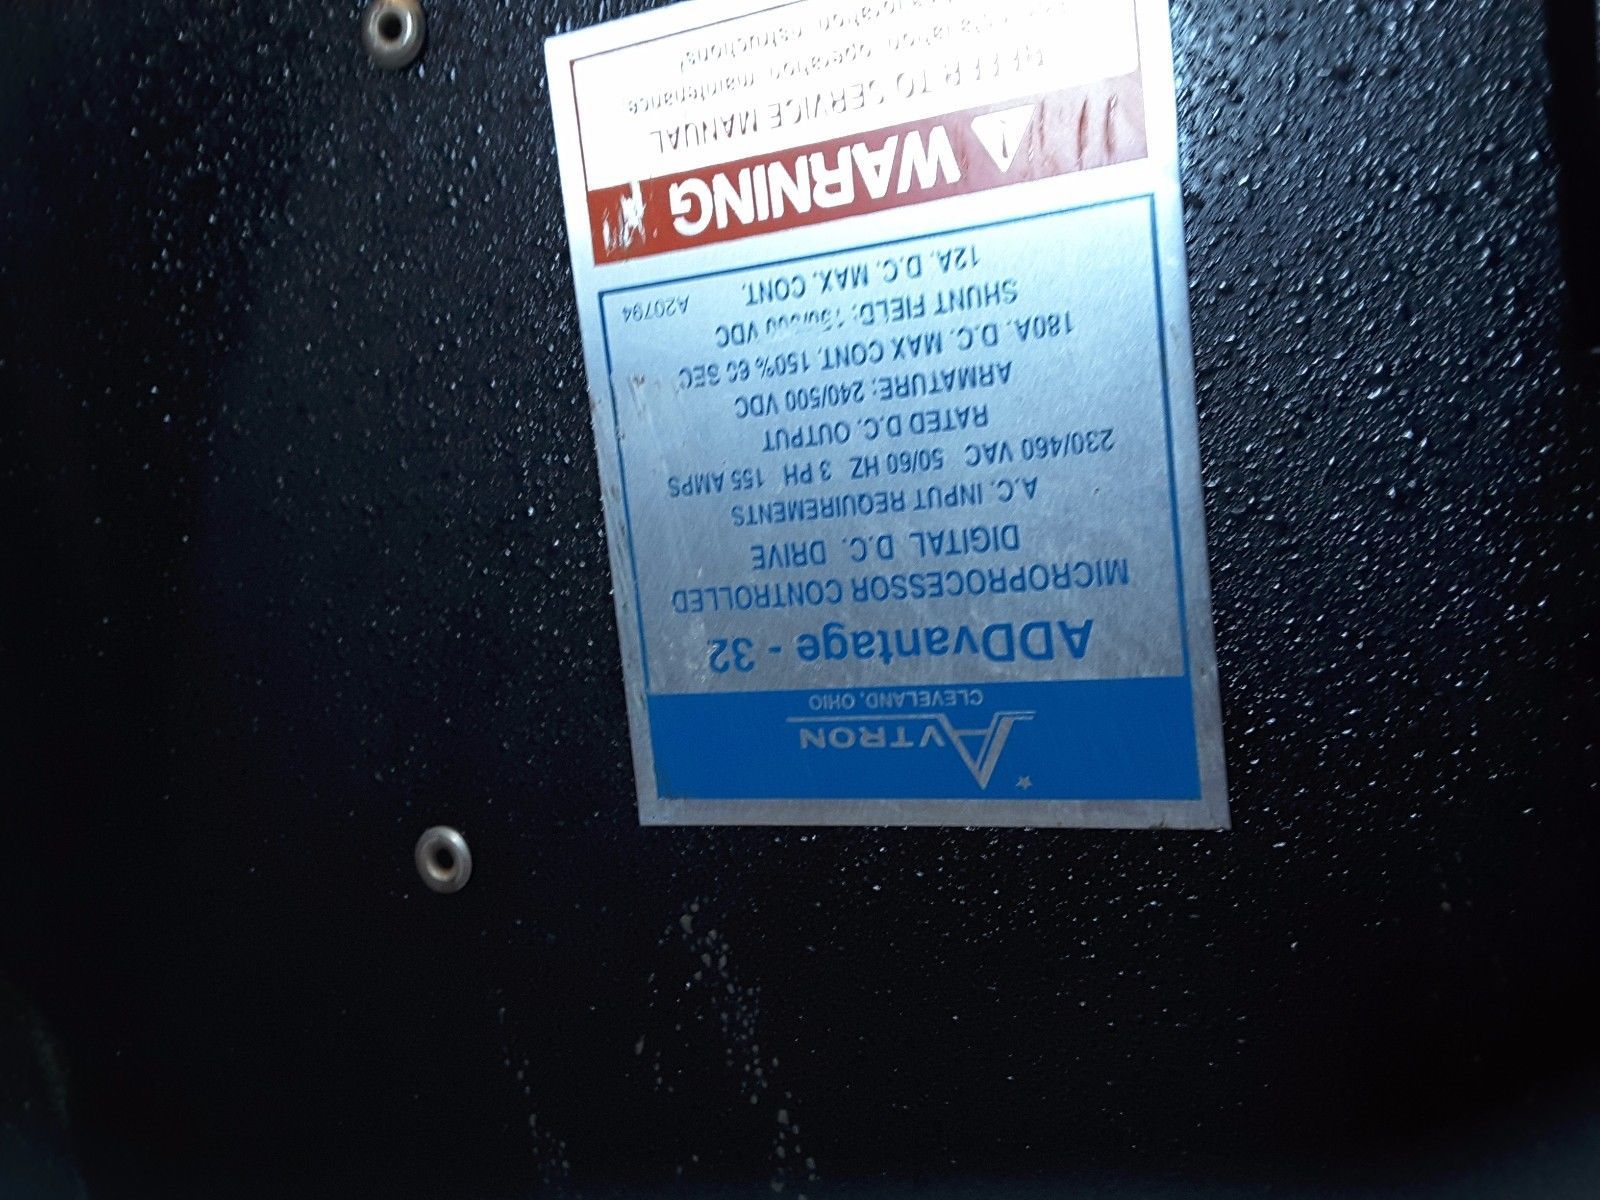 AVTRON
CLEVELAND, OHIO
ADDvantage - 32
MICROPROCESSOR CONTROLLED
DIGITAL D.C. DRIVE
A.C. INPUT REQUIREMENTS
230/460 VAC 50/60 HZ 3 PH 155 AMPS
RATED D.C. OUTPUT
ARMATURE: 240/500 VDC
180A. D.C. MAX CONT. 150% 60 SEC
SHUNT FIELD: VDC
12A. D.C. MAX. CONT.
A20794
WARNING
REFER TO SERVICE MANUAL
operation maintenance